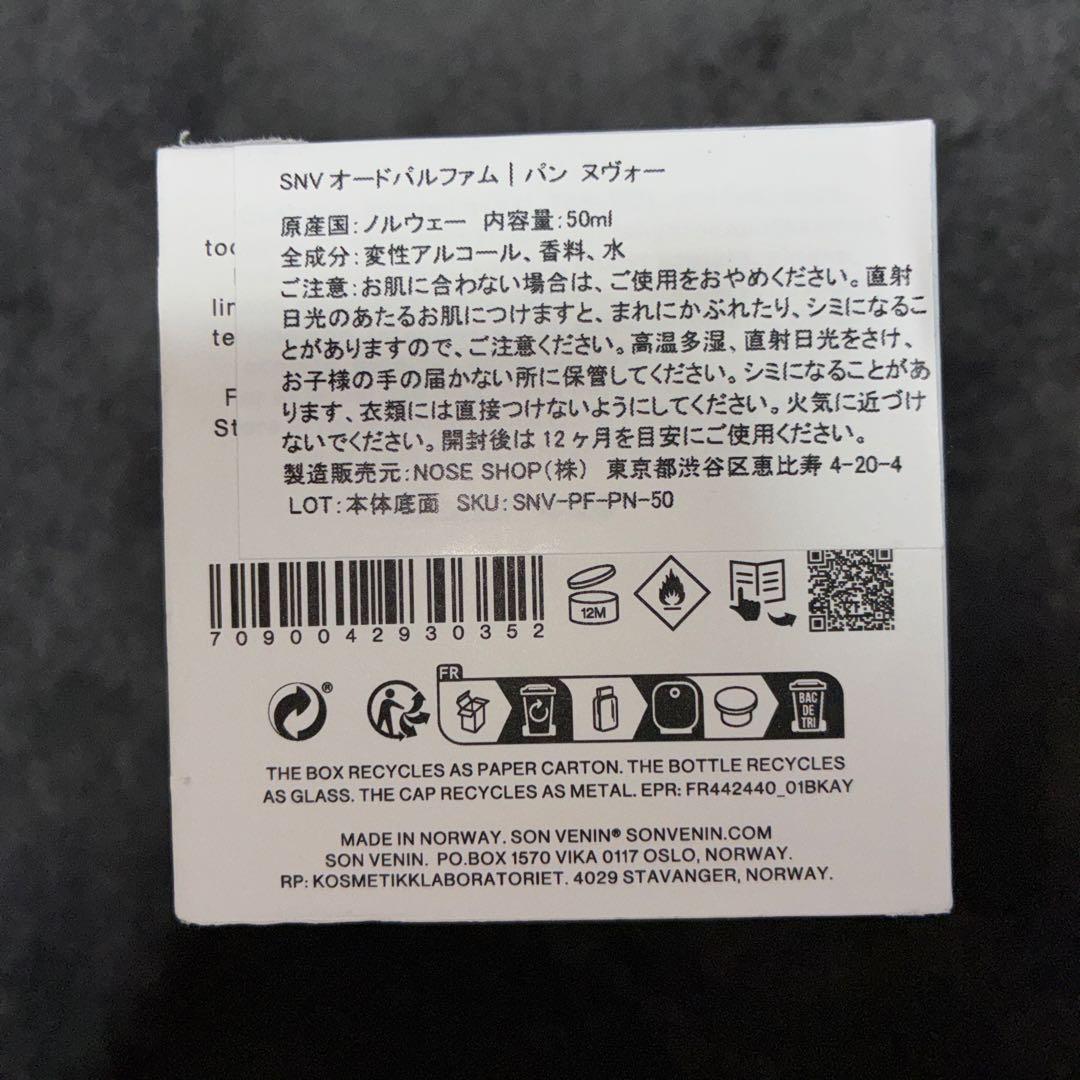 SNV オードパルファム | パン ヌヴォー
原産国:ノルウェー 内容量:50ml
全成分:変性アルコール、香料、水
ご注意:お肌に合わない場合は、ご使用をおやめください。直射
日光のあたるお肌につけますと、まれにかぶれたり、シミになるこ
とがありますので、ご注意ください。高温多湿、直射日光をさけ、
お子様の手の届かない所に保管してください。シミになることがあ
ります、衣類には直接つけないようにしてください。火気に近づけ
ないでください。開封後は12ヶ月を目安にご使用ください。
製造販売元:NOSE SHOP(株) 東京都渋谷区恵比寿 4-20-4
LOT:本体底面 SKU:SNV-PF-PN-50
7090042930352
12M
FR
BAC
DE
TRI
THE BOX RECYCLES AS PAPER CARTON. THE BOTTLE RECYCLES
AS GLASS. THE CAP RECYCLES AS METAL. EPR: FR442440_01BKAY
MADE IN NORWAY. SON VENIN® SONVENIN.COM
SON VENIN. PO.BOX 1570 VIKA 0117 OSLO, NORWAY.
RP: KOSMETIKKLABORATORIET. 4029 STAVANGER, NORWAY.